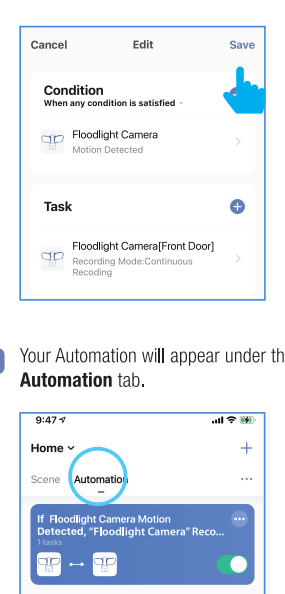 Cancel Edit Save
Condition
When any condition is satisfied
Floodlight Camera
Motion Detected
Task
Floodlight Camera[Front Door]
Recording Mode:Continuous
Recoding
Your Automation will appear under th
Automation tab.
9:47
Home
Scene Automation
If Floodlight Camera Motion
Detected, "Floodlight Camera" Reco...
1 tasks